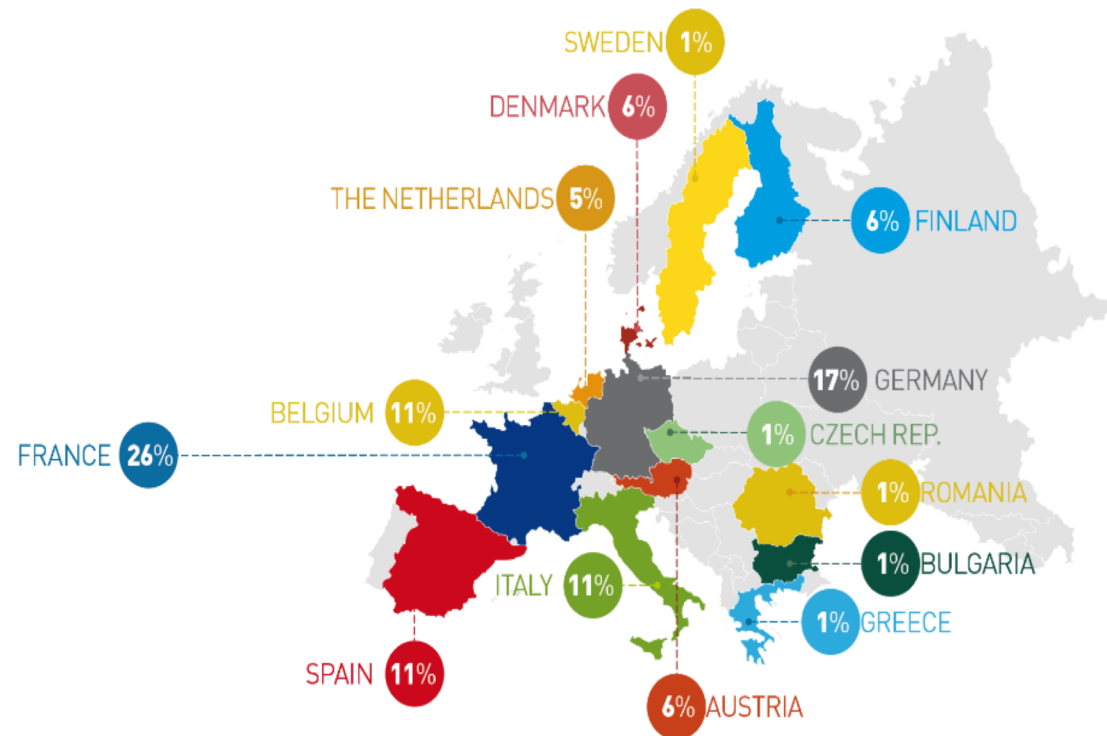 SWEDEN 1%
DENMARK 6%
THE NETHERLANDS 5%
6% FINLAND
17% GERMANY
BELGIUM 11%
1% CZECH REP.
FRANCE 26%
1% ROMANIA
1% BULGARIA
ITALY 11%
1% GREECE
SPAIN 11%
6% AUSTRIA